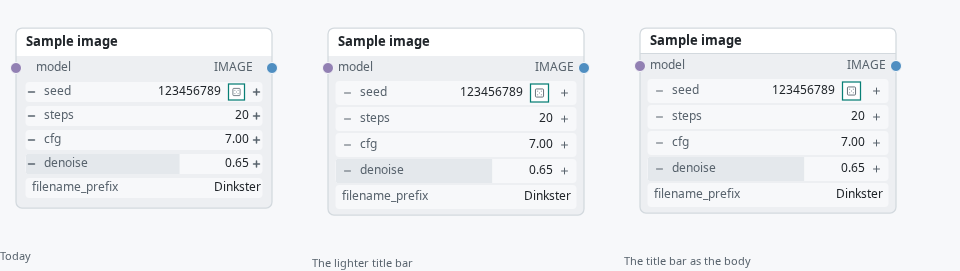 Sample image
model IMAGE
− seed 123456789 +
− steps 20 +
− cfg 7.00 +
− denoise 0.65 +
filename_prefix Dinkster
Today
Sample image
model IMAGE
− seed 123456789 +
− steps 20 +
− cfg 7.00 +
− denoise 0.65 +
filename_prefix Dinkster
The lighter title bar
Sample image
model IMAGE
− seed 123456789 +
− steps 20 +
− cfg 7.00 +
− denoise 0.65 +
filename_prefix Dinkster
The title bar as the body